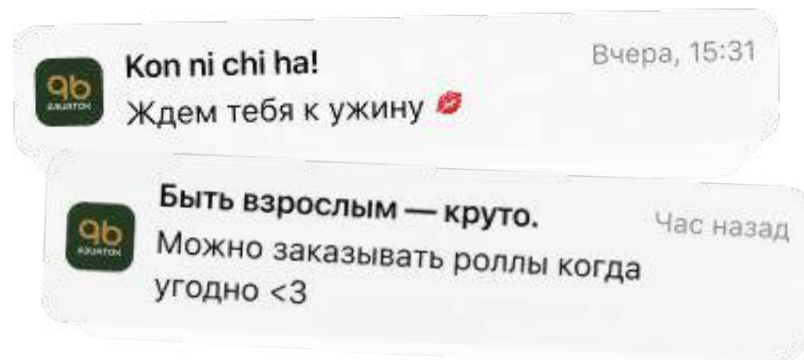 Kon ni chi ha!
Вчера, 15:31
Ждем тебя к ужину 💋
Быть взрослым — круто.
Час назад
Можно заказывать роллы когда
угодно <3